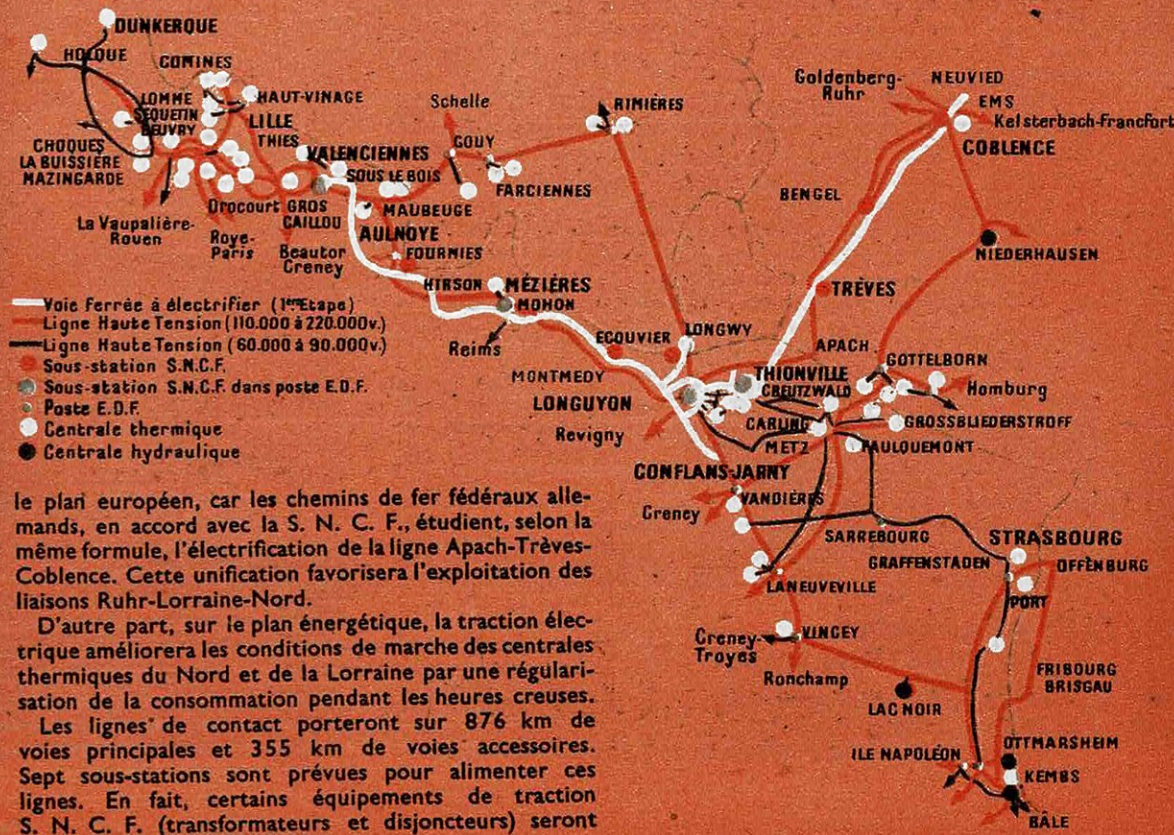 DUNKERQUE
HOLQUE
COMINES
LOMME
SEQUETIN
BEUVRY
HAUT-VINAGE
LILLE
THIES
CHOQUES
LA BUISSIÈRE
MAZINGARDE
VALENCIENNES
SOUS LE BOIS
Schelle
GOUY
RIMIÈRES
FARCIENNES
Drocourt
GROS
CAILLOU
MAUBEUGE
AULNOYE
La Vaupalière-
Rouen
Roye-
Paris
Beautor
Creney
FOURMIES
HIRSON
MÉZIÈRES
MOHON
Reims
Goldenberg-
Ruhr
NEUVIED
EMS
Kelsterbach-Francfort
COBLENCE
BENGEL
NIEDERHAUSEN
TRÈVES
ECOUVIER
LONGWY
APACH
GOTTELBORN
MONTMEDY
THIONVILLE
CREUTZWALD
Homburg
LONGUYON
CARLING
GROSSBLIEDERSTROFF
Revigny
METZ
FAULQUEMONT
CONFLANS-JARNY
VANDIÈRES
Creney
SARREBOURG
STRASBOURG
GRAFFENSTADEN
OFFENBURG
PORT
LANEUVEVILLE
Creney-
Troyes
VINCEY
Ronchamp
LAC NOIR
FRIBOURG
BRISGAU
ILE NAPOLÉON
OTTMARSHEIM
KEMBS
BÂLE
Voie Ferrée à électrifier (1ère Etape)
Ligne Haute Tension (110.000 à 220.000v.)
Ligne Haute Tension (60.000 à 90.000v.)
Sous-station S.N.C.F.
Sous-station S.N.C.F. dans poste E.D.F.
Poste E.D.F.
Centrale thermique
Centrale hydraulique
le plan européen, car les chemins de fer fédéraux alle-
mands, en accord avec la S. N. C. F., étudient, selon la
même formule, l'électrification de la ligne Apach-Trèves-
Coblence. Cette unification favorisera l'exploitation des
liaisons Ruhr-Lorraine-Nord.
D'autre part, sur le plan énergétique, la traction élec-
trique améliorera les conditions de marche des centrales
thermiques du Nord et de la Lorraine par une régulari-
sation de la consommation pendant les heures creuses.
Les lignes de contact porteront sur 876 km de
voies principales et 355 km de voies accessoires.
Sept sous-stations sont prévues pour alimenter ces
lignes. En fait, certains équipements de traction
S. N. C. F. (transformateurs et disjoncteurs) seront